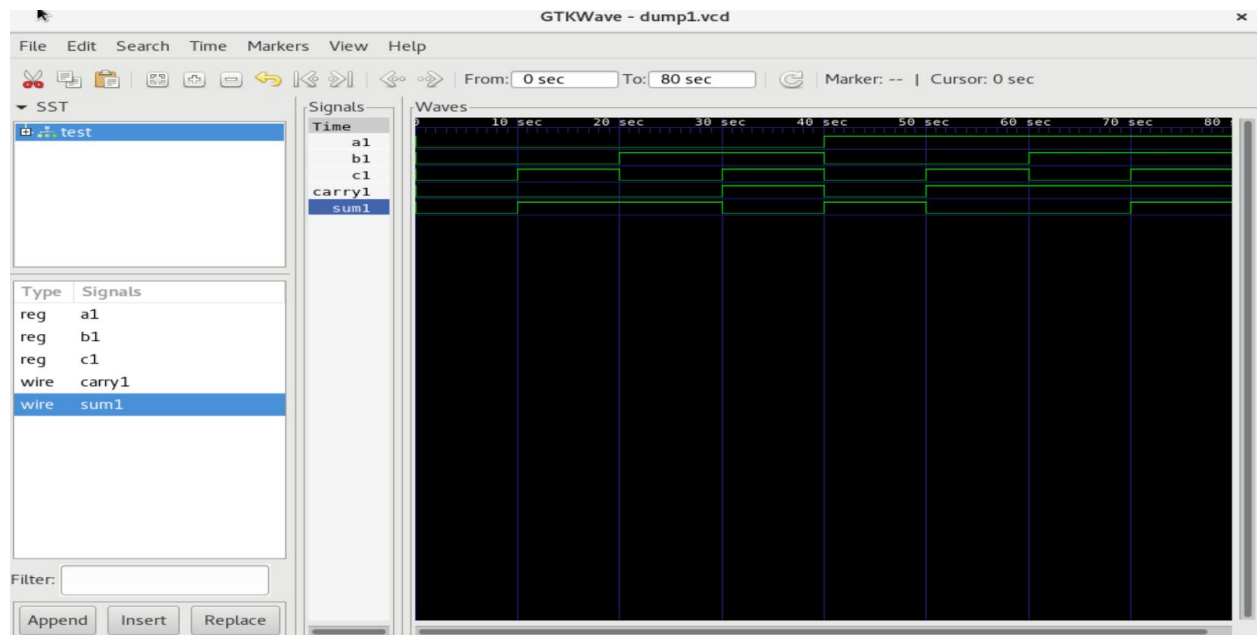 GTKWave - dump1.vcd
File Edit Search Time Markers View Help
From: 0 sec To: 80 sec Marker: -- | Cursor: 0 sec
SST
test
Type Signals
reg a1
reg b1
reg c1
wire carry1
wire sum1
Filter:
Append Insert Replace
Signals
Time
a1
b1
c1
carry1
sum1
Waves
10 sec 20 sec 30 sec 40 sec 50 sec 60 sec 70 sec 80